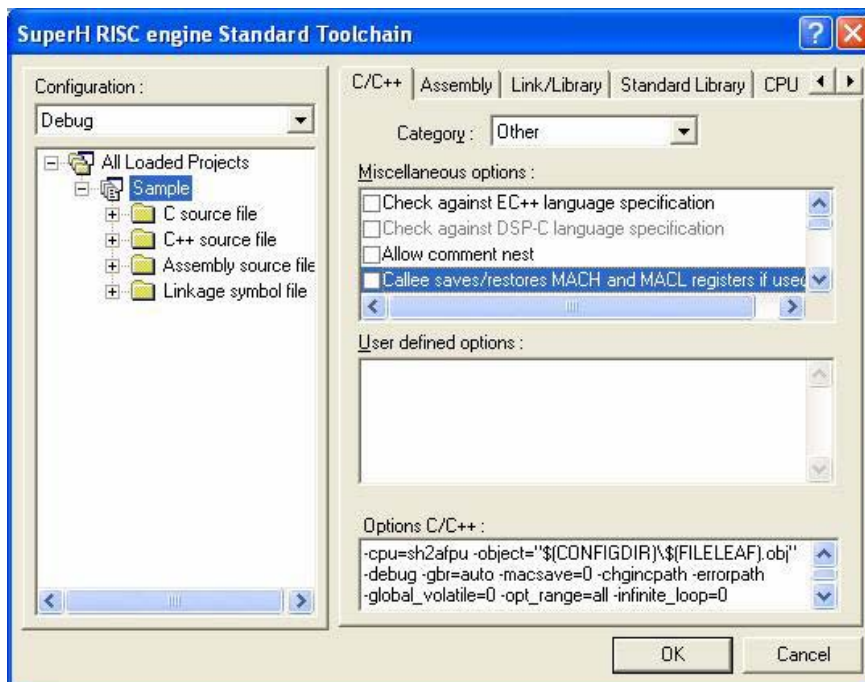 SuperH RISC engine Standard Toolchain
Configuration :
Debug
All Loaded Projects
Sample
C source file
C++ source file
Assembly source file
Linkage symbol file
C/C++
Assembly
Link/Library
Standard Library
CPU
Category :
Other
Miscellaneous options :
Check against EC++ language specification
Check against DSP-C language specification
Allow comment nest
Callee saves/restores MACH and MACL registers if used
User defined options :
Options C/C++ :
-cpu=sh2afpu -object="$(CONFIGDIR)\$(FILELEAF).obj"
-debug -gbr=auto -macsave=0 -chgincpath -errorpath
-global_volatile=0 -opt_range=all -infinite_loop=0
OK
Cancel